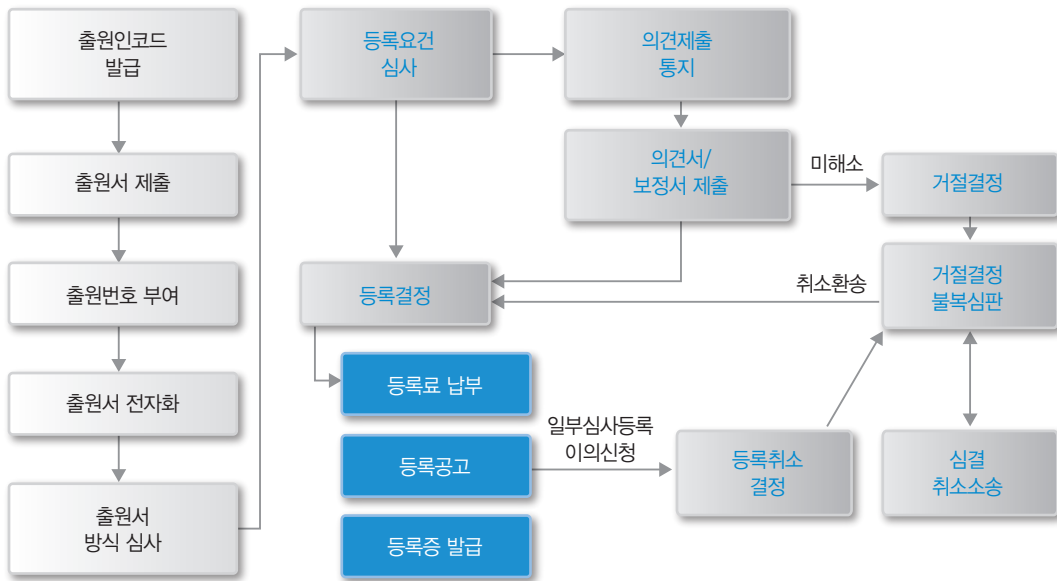 출원인코드
발급
출원서 제출
출원번호 부여
출원서 전자화
출원서
방식 심사
등록요건
심사
의견제출
통지
의견서/
보정서 제출
미해소
거절결정
거절결정
불복심판
취소환송
등록결정
등록료 납부
등록공고
등록증 발급
일부심사등록
이의신청
등록취소
결정
심결
취소소송